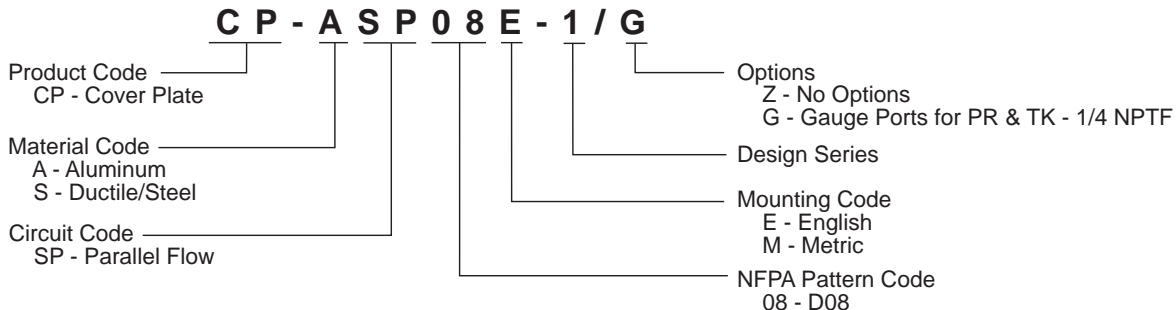 CP-ASP08E-1/G
Product Code
CP - Cover Plate
Material Code
A - Aluminum
S - Ductile/Steel
Circuit Code
SP - Parallel Flow
Options
Z - No Options
G - Gauge Ports for PR & TK - 1/4 NPTF
Design Series
Mounting Code
E - English
M - Metric
NFPA Pattern Code
08 - D08